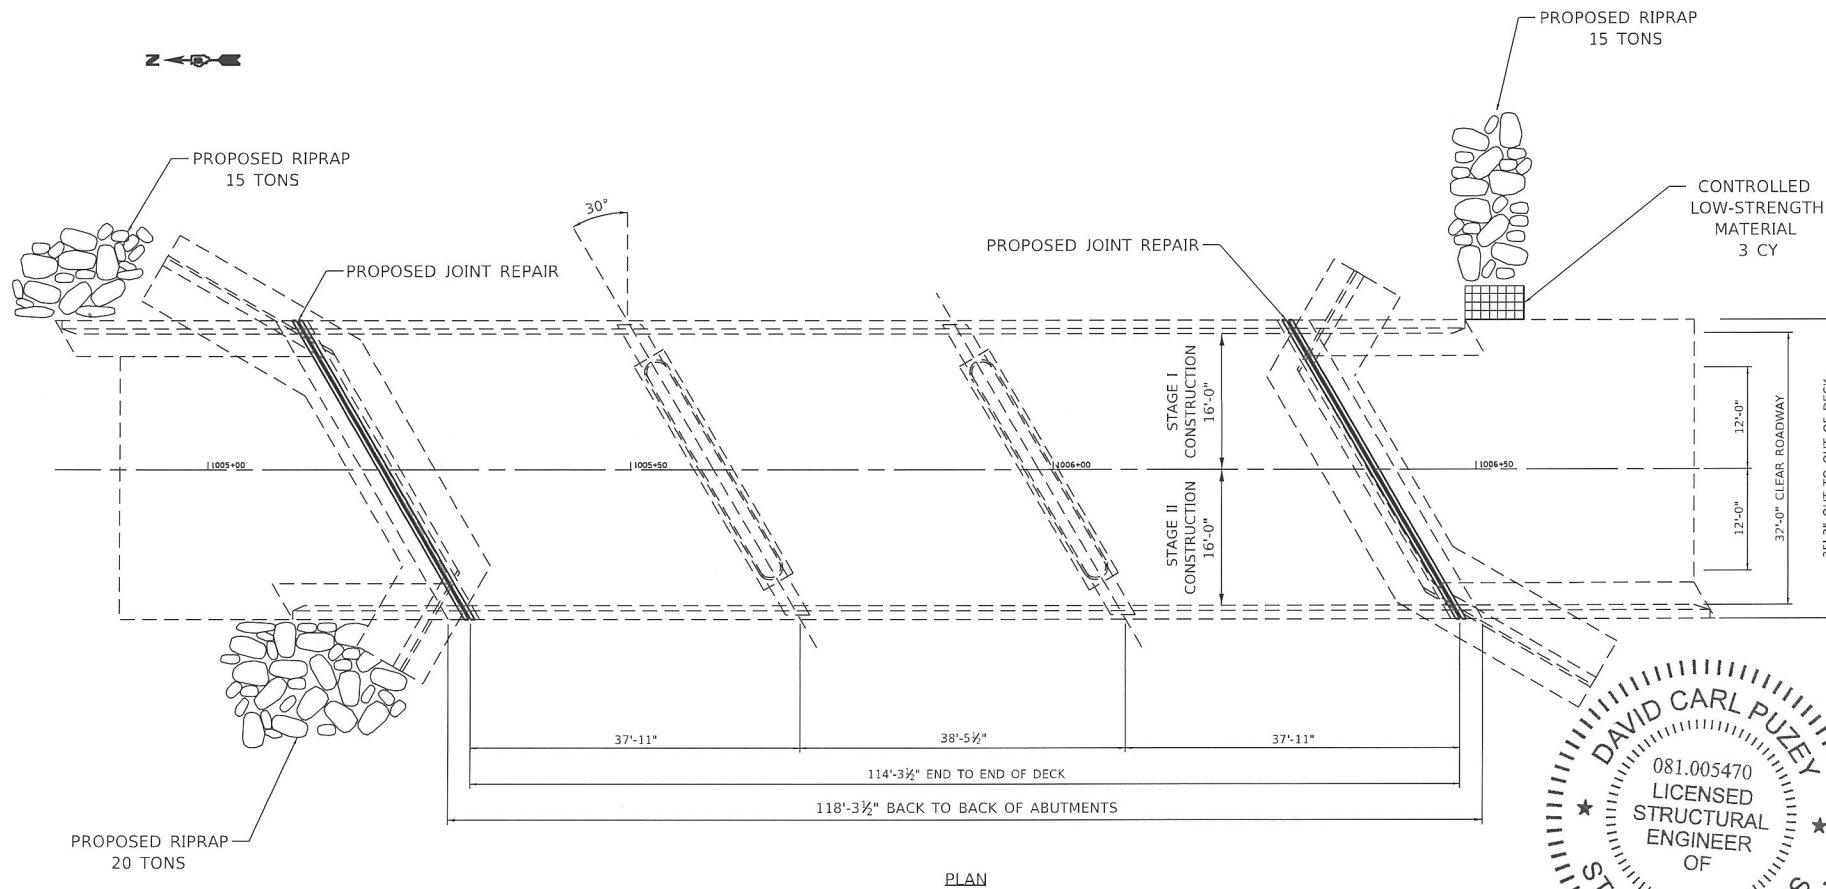 PROPOSED RIPRAP
15 TONS
N
PROPOSED RIPRAP
15 TONS
CONTROLLED
LOW-STRENGTH
MATERIAL
3 CY
30°
PROPOSED JOINT REPAIR
PROPOSED JOINT REPAIR
STAGE I
CONSTRUCTION
16'-0"
1005+00
1005+50
1006+00
1006+50
STAGE II
CONSTRUCTION
16'-0"
12'-0"
12'-0"
32'-0" CLEAR ROADWAY
37'-11"
38'-5½"
37'-11"
114'-3½" END TO END OF DECK
118'-3½" BACK TO BACK OF ABUTMENTS
PROPOSED RIPRAP
20 TONS
PLAN
DAVID CARL PUZEY
081.005470
LICENSED
STRUCTURAL
ENGINEER
OF